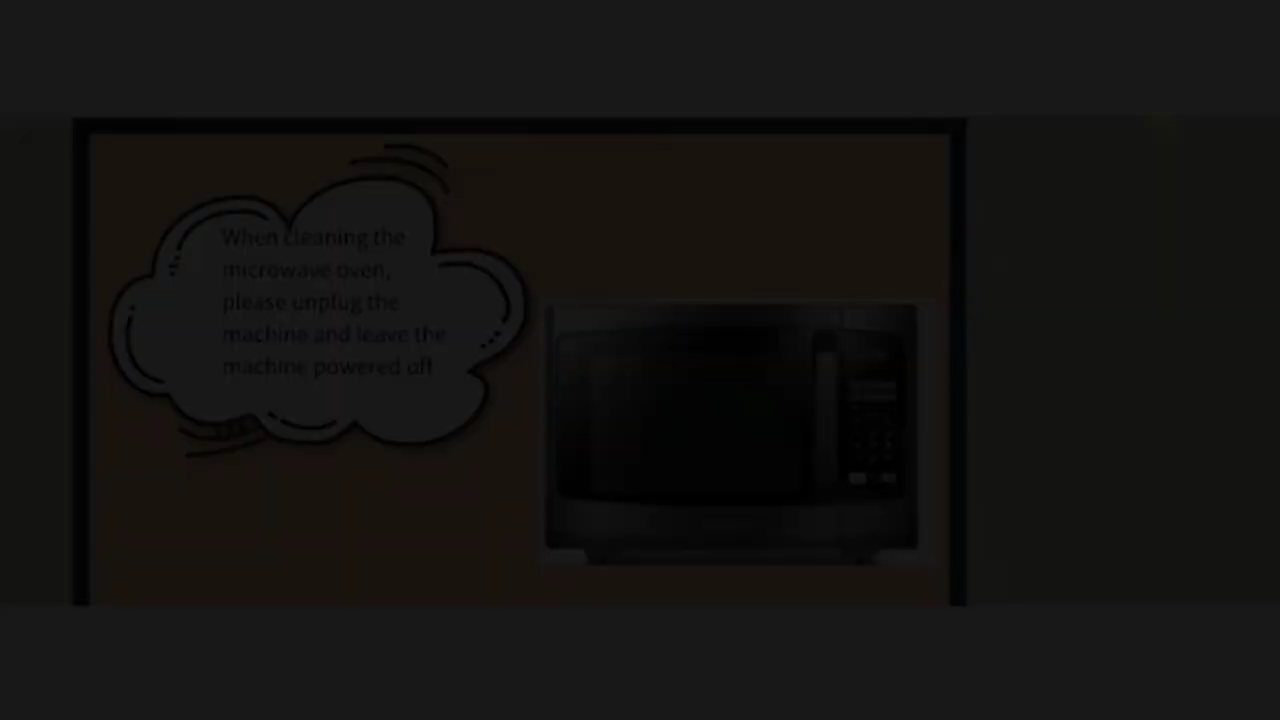 When cleaning the
microwave oven,
please unplug the
machine and leave the
machine powered off